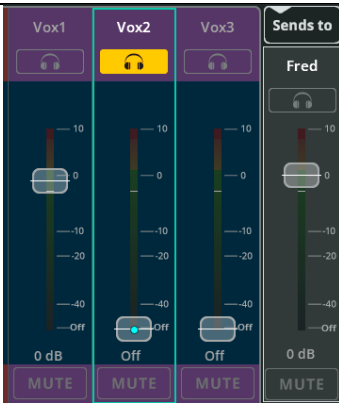 Vox1 Vox2 Vox3 Sends to
Fred
10 10 10 10
0 0 0 0
-10 -10 -10 -10
-20 -20 -20 -20
-40 -40 -40 -40
Off Off Off Off
0 dB Off Off 0 dB
MUTE MUTE MUTE MUTE